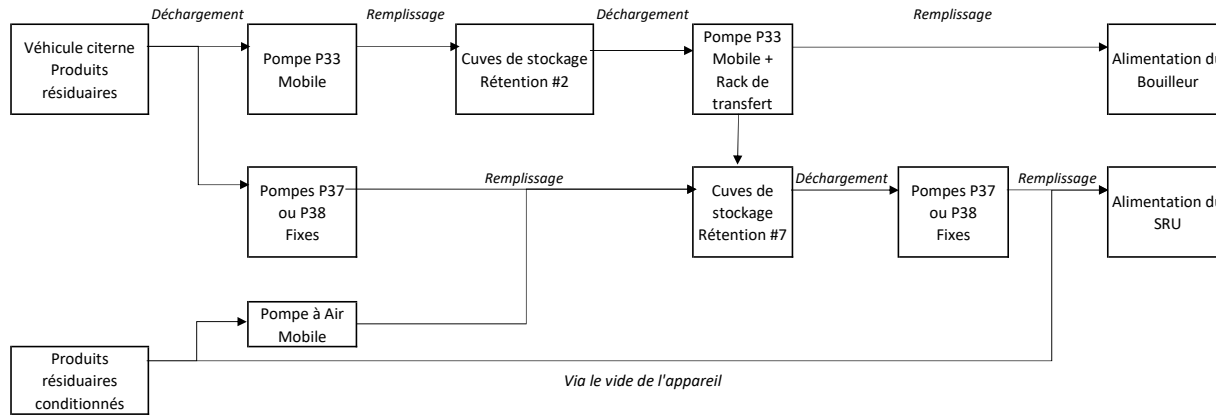 Déchargement
Remplissage
Déchargement
Remplissage
Véhicule citerne
Produits
résiduaires
Pompe P33
Mobile
Cuves de stockage
Rétention #2
Pompe P33
Mobile +
Rack de
transfert
Alimentation du
Bouilleur
Pompes P37
ou P38
Fixes
Remplissage
Cuves de
stockage
Rétention #7
Déchargement
Pompes P37
ou P38
Fixes
Remplissage
Alimentation du
SRU
Pompe à Air
Mobile
Produits
résiduaires
conditionnés
Via le vide de l'appareil